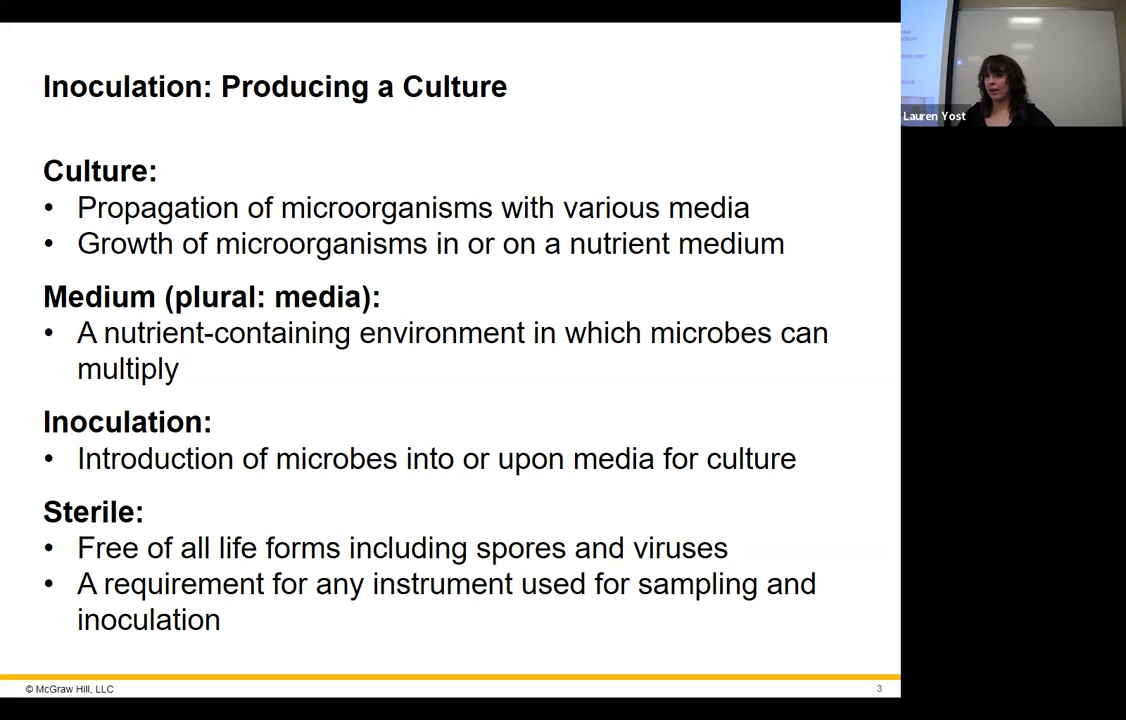 Inoculation: Producing a Culture
Culture:
• Propagation of microorganisms with various media
• Growth of microorganisms in or on a nutrient medium
Medium (plural: media):
• A nutrient-containing environment in which microbes can
multiply
Inoculation:
• Introduction of microbes into or upon media for culture
Sterile:
• Free of all life forms including spores and viruses
• A requirement for any instrument used for sampling and
inoculation
© McGraw Hill, LLC
3
Lauren Yost